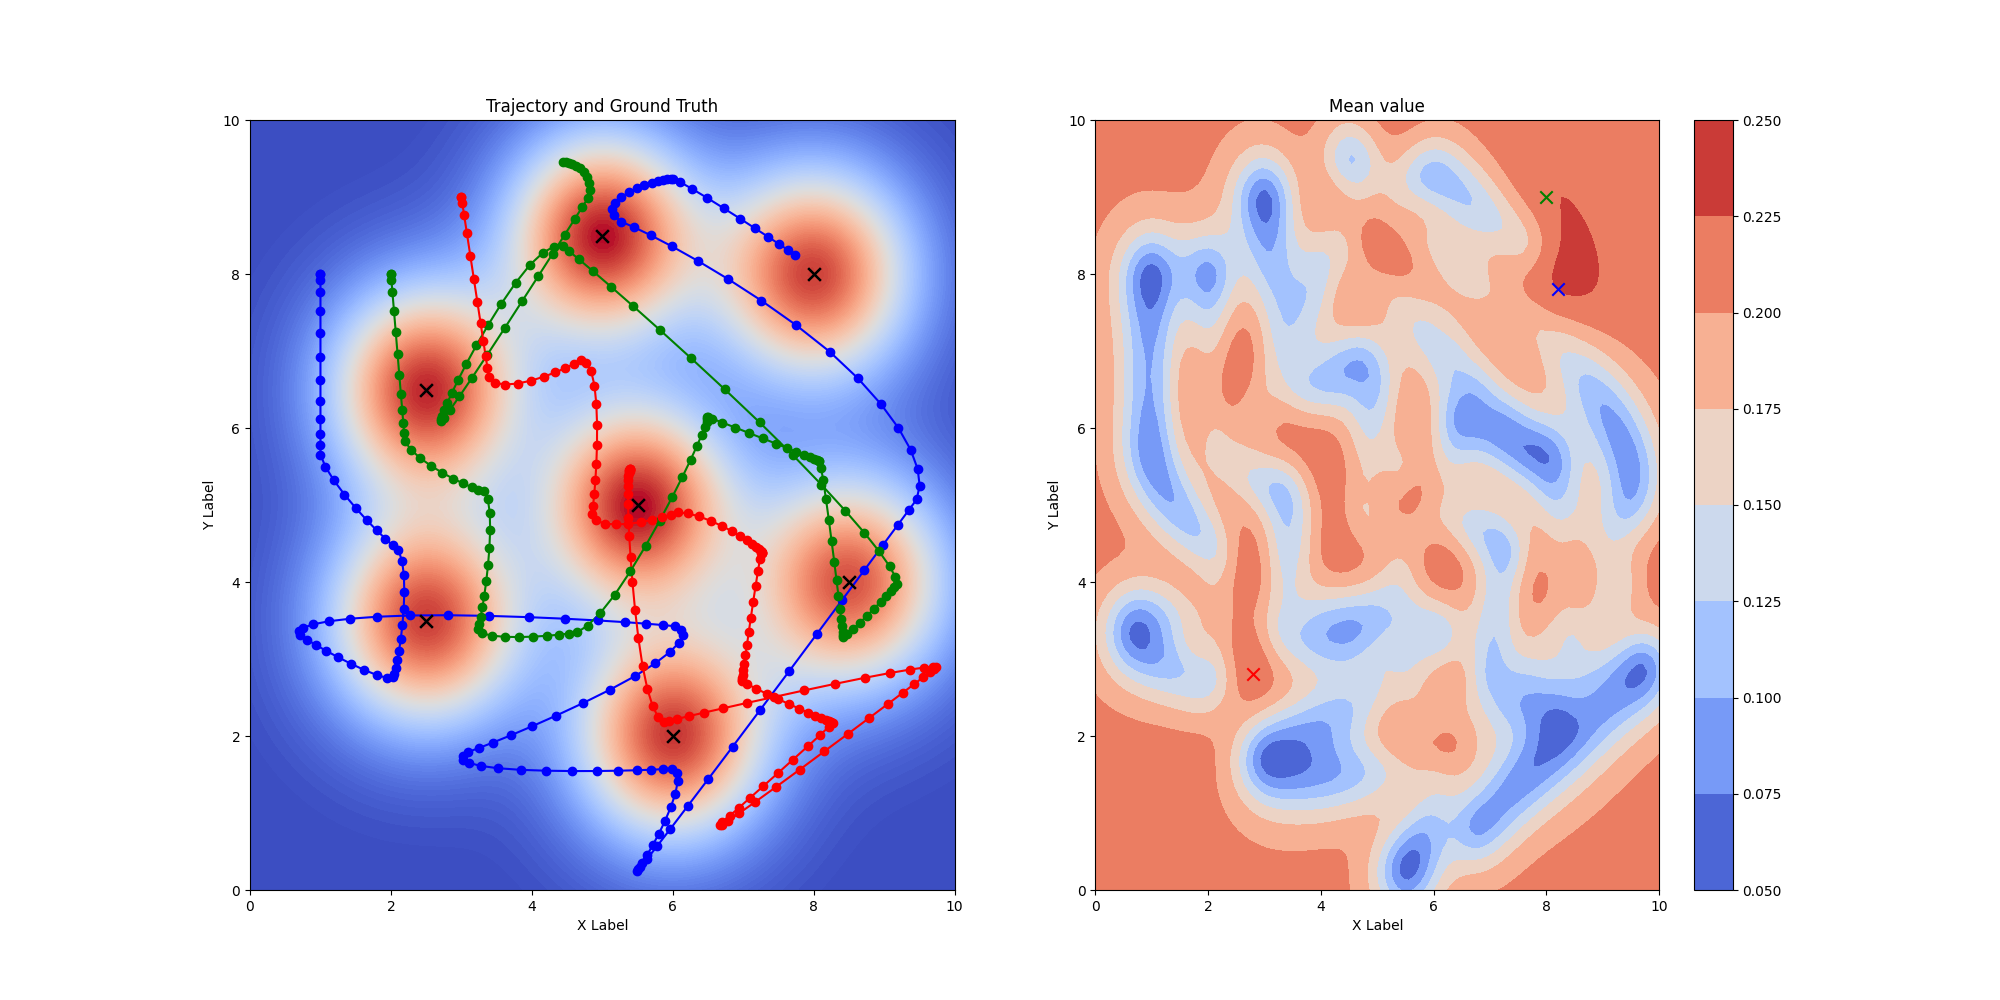 Trajectory and Ground Truth
10
8
6
4
2
0
0 2 4 6 8 10
X Label
Y Label
Mean value
10
8
6
4
2
0
0 2 4 6 8 10
X Label
Y Label
0.250
0.225
0.200
0.175
0.150
0.125
0.100
0.075
0.050